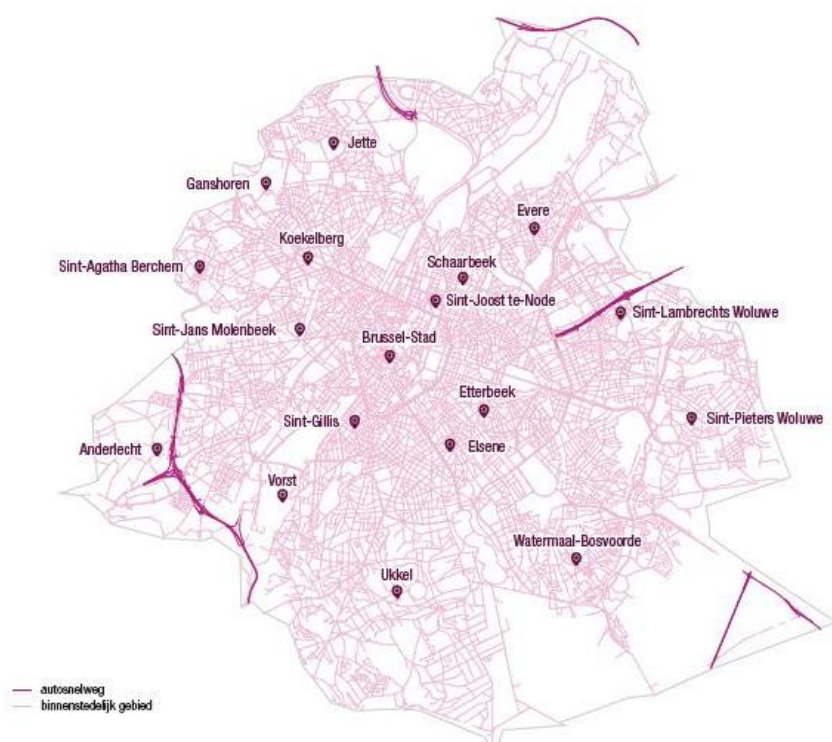 Jette
Ganshoren
Evere
Koekelberg
Schaarbeek
Sint-Agatha Berchem
Sint-Joost te-Node
Sint-Lambrechts Woluwe
Sint-Jans Molenbeek
Brussel-Stad
Etterbeek
Sint-Gillis
Sint-Pieters Woluwe
Anderlecht
Elsene
Vorst
Watermaal-Bosvoorde
Ukkel
autosnelweg
binnenstedelijk gebied